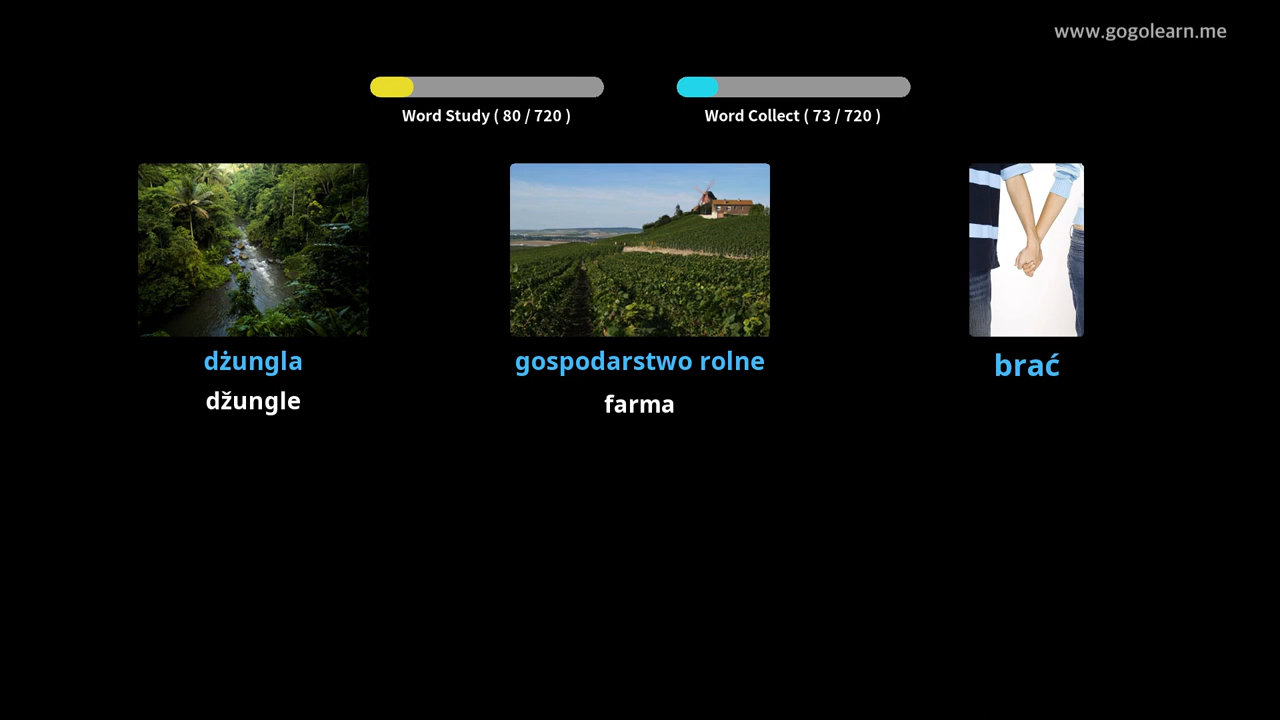 www.gogolearn.me
Word Study ( 80 / 720 )
Word Collect ( 73 / 720 )
dżungla
džungle
gospodarstwo rolne
farma
brać